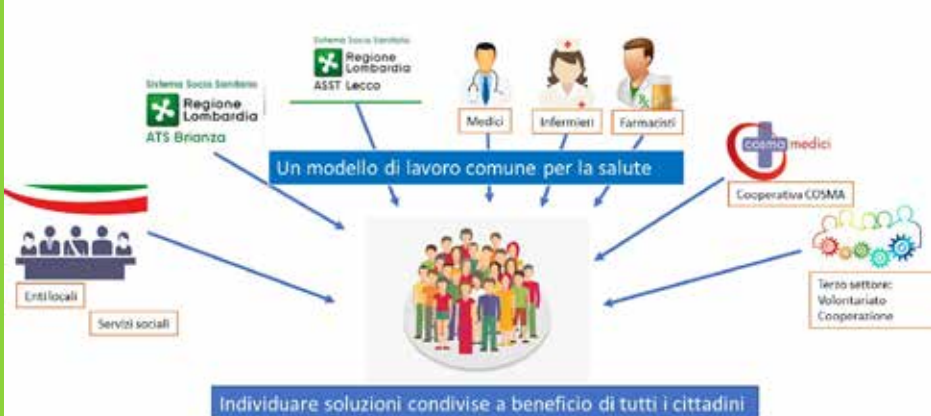 Sistema Socio Sanitario
Regione
Lombardia
ATS Brianza
Sistema Socio Sanitario
Regione
Lombardia
ASST Lecco
Medici
Infermieri
Farmacisti
Un modello di lavoro comune per la salute
cosma medici
Cooperativa COSMA
Enti locali
Servizi sociali
Terzo settore:
Volontariato
Cooperazione
Individuare soluzioni condivise a beneficio di tutti i cittadini